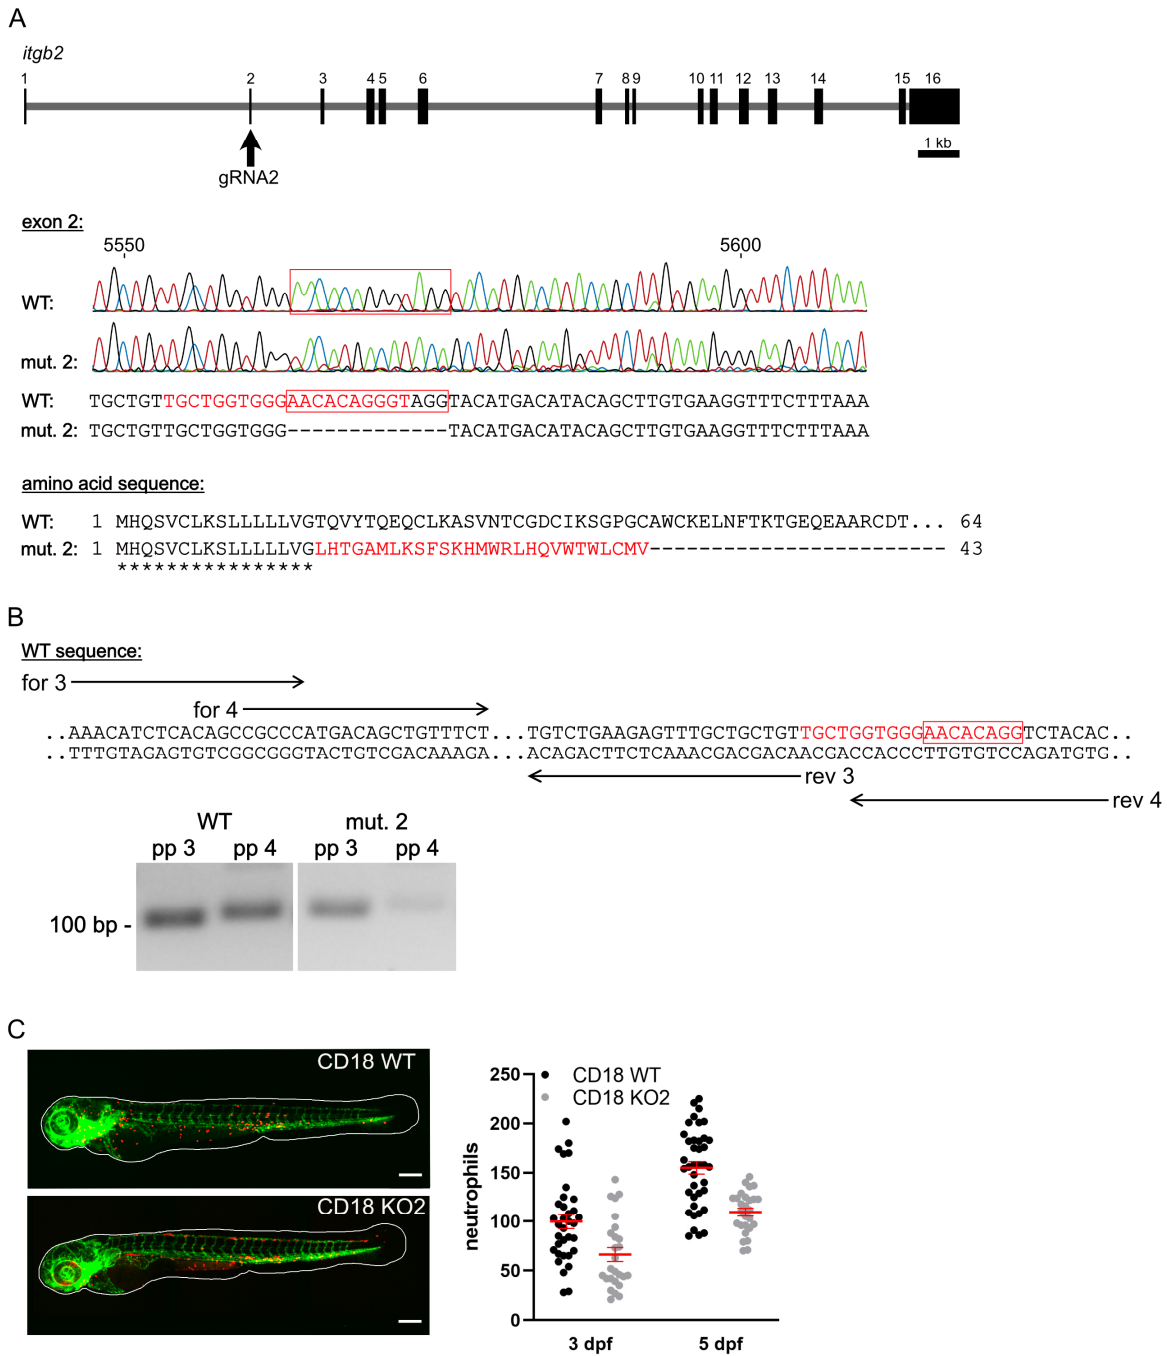 A
itgb2
1 2 3 4 5 6 7 8 9 10 11 12 13 14 15 16
1 kb
gRNA2
exon 2:
5550 5600
WT:
mut. 2:
WT: TGCTGTTGCTGGTGGGAACACAGGGTAGGTACATGACATACAGCTTGTGAAGGTTTCTTTAAA
mut. 2: TGCTGTTGCTGGTGGG-------------TACATGACATACAGCTTGTGAAGGTTTCTTTAAA
amino acid sequence:
WT: 1 MHQSVCLKSLLLLLVGTQVYTQEQCLKASVNTCGDCIKSGPGCAWCKELNFTKTGEQEAARCDT... 64
mut. 2: 1 MHQSVCLKSLLLLLVGLHTGAMLKSFSKHMWRLHQVWTWLCMV------------------------ 43
****************
B
WT sequence:
for 3
for 4
..AAACATCTCACAGCCGCCCATGACAGCTGTTTCT...TGTCTGAAGAGTTTGCTGCTGTTGCTGGTGGGAACACAGGTCTACAC..
..TTTGTAGAGTGTCGGCGGGTACTGTCGACAAAGA...ACAGACTTCTCAAACGACGACAACGACCACCCTTGTGTCCAGATGTG..
rev 3
rev 4
WT mut. 2
pp 3 pp 4 pp 3 pp 4
100 bp -
C
CD18 WT
CD18 KO2
250
200
150
100
50
0
neutrophils
CD18 WT
CD18 KO2
3 dpf 5 dpf